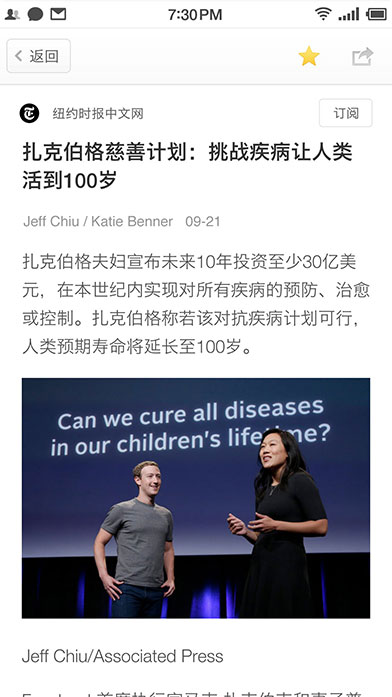 7:30PM
返回
纽约时报中文网
订阅
扎克伯格慈善计划：挑战疾病让人类
活到100岁
Jeff Chiu / Katie Benner 09-21
扎克伯格夫妇宣布未来10年投资至少30亿美
元，在本世纪内实现对所有疾病的预防、治愈
或控制。扎克伯格称若该对抗疾病计划可行，
人类预期寿命将延长至100岁。
Can we cure all diseases
in our children's lifetime?
Jeff Chiu/Associated Press